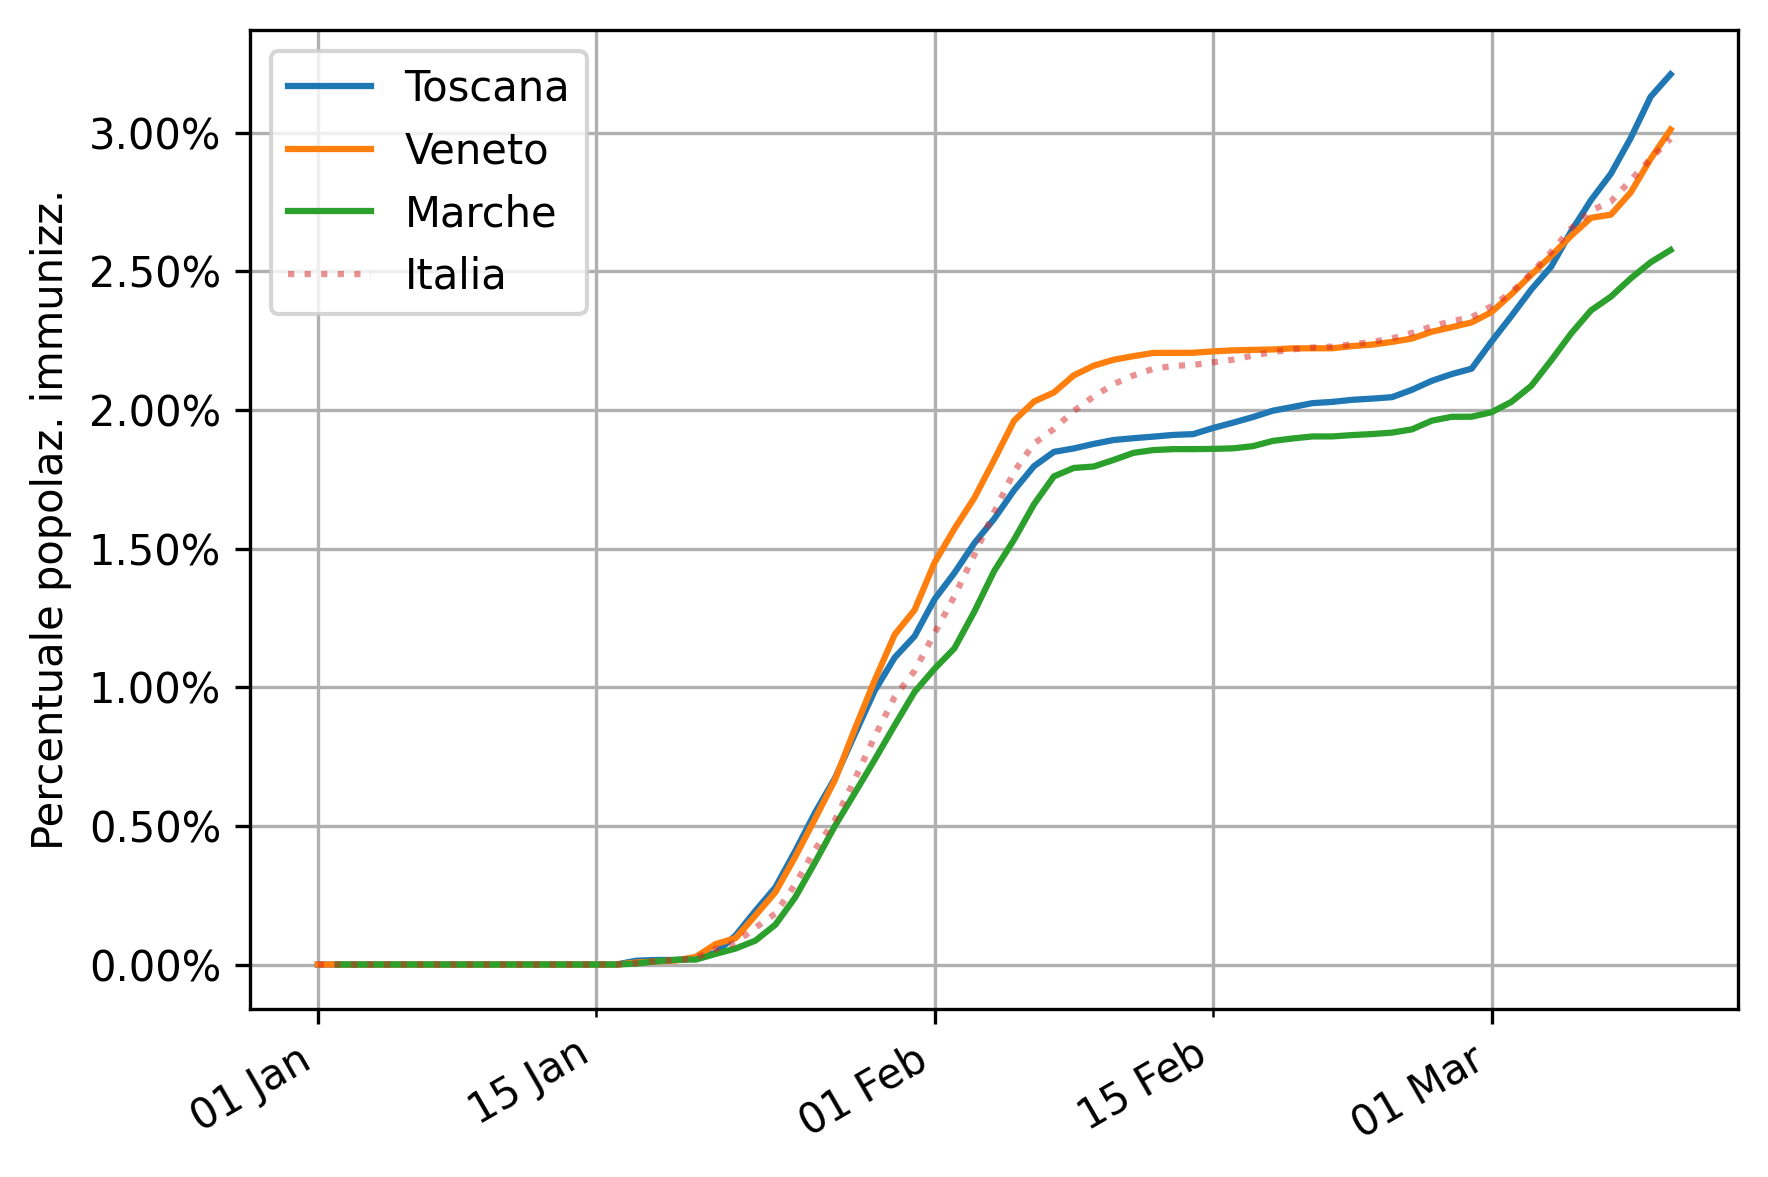 Toscana
Veneto
Marche
Italia
Percentuale popolaz. immunizz.
3.00%
2.50%
2.00%
1.50%
1.00%
0.50%
0.00%
01 Jan
15 Jan
01 Feb
15 Feb
01 Mar